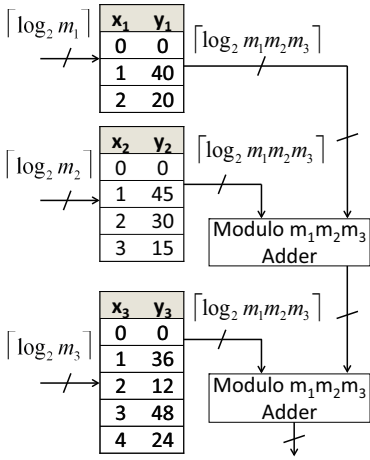 ⌈log₂ m₁⌉
x₁ y₁
0 0
1 40
2 20
⌈log₂ m₁m₂m₃⌉
⌈log₂ m₂⌉
x₂ y₂
0 0
1 45
2 30
3 15
⌈log₂ m₁m₂m₃⌉
Modulo m₁m₂m₃
Adder
⌈log₂ m₃⌉
x₃ y₃
0 0
1 36
2 12
3 48
4 24
⌈log₂ m₁m₂m₃⌉
Modulo m₁m₂m₃
Adder